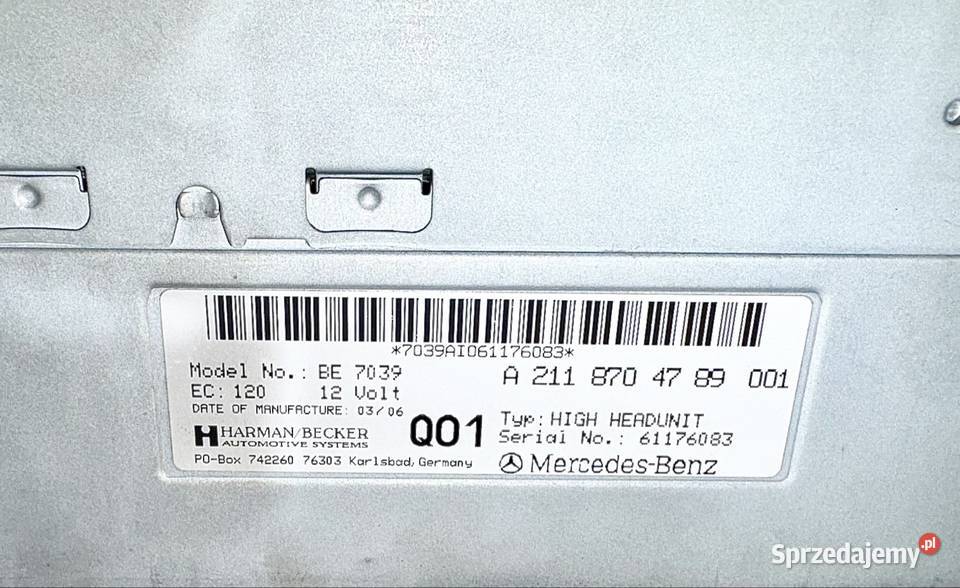 *7039AI061176083*
Model No.: BE 7039
A 211 870 47 89 001
EC: 120 12 Volt
DATE OF MANUFACTURE: 03/06
Q01
Typ: HIGH HEADUNIT
HARMAN/BECKER
AUTOMOTIVE SYSTEMS
Serial No.: 61176083
PO-Box 742260 76303 Karlsbad, Germany
Mercedes-Benz
Sprzedajemy.pl